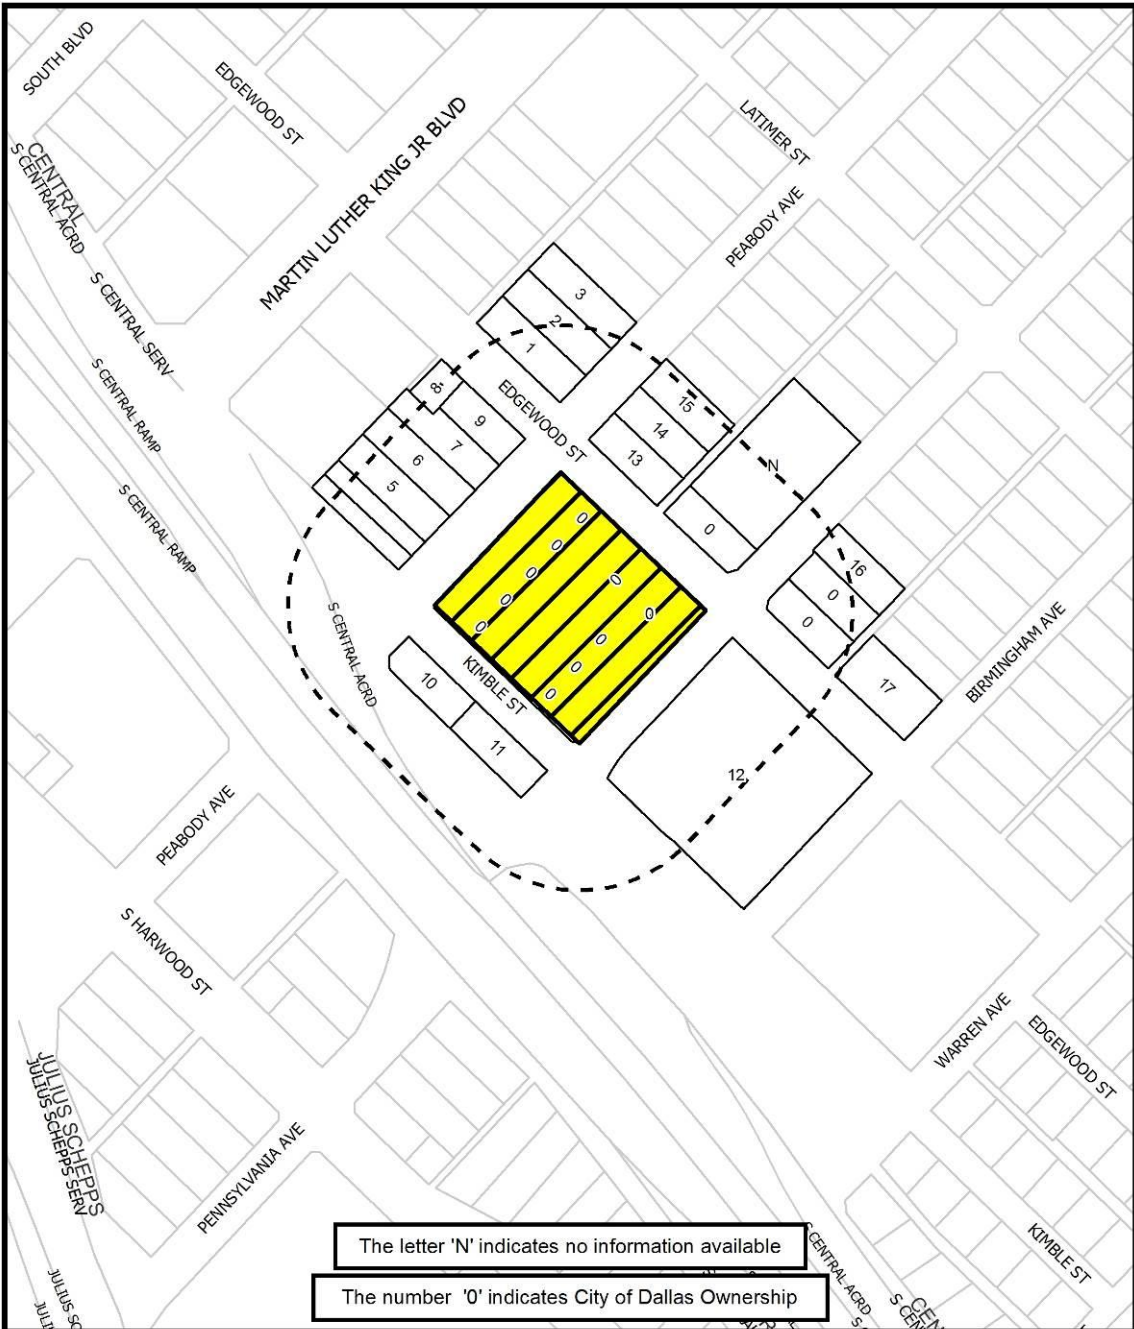 SOUTH BLVD
EDGEWOOD ST
MARTIN LUTHER KING JR BLVD
LATIMER ST
PEABODY AVE
CENTRAL
S CENTRAL ACRD
S CENTRAL SERV
S CENTRAL RAMP
S CENTRAL RAMP
3
2
1
8
9
7
6
5
EDGEWOOD ST
15
14
13
N
0
16
0
0
17
BIRMINGHAM AVE
0
0
0
0
0
0
0
0
0
0
S CENTRAL ACRD
KIMBLE ST
10
11
12
PEABODY AVE
S HARWOOD ST
WARREN AVE
EDGEWOOD ST
JULIUS SCHEPPS
JULIUS SCHEPPS SERV
PENNSYLVANIA AVE
KIMBLE ST
S CENTRAL ACRD
The letter 'N' indicates no information available
The number '0' indicates City of Dallas Ownership